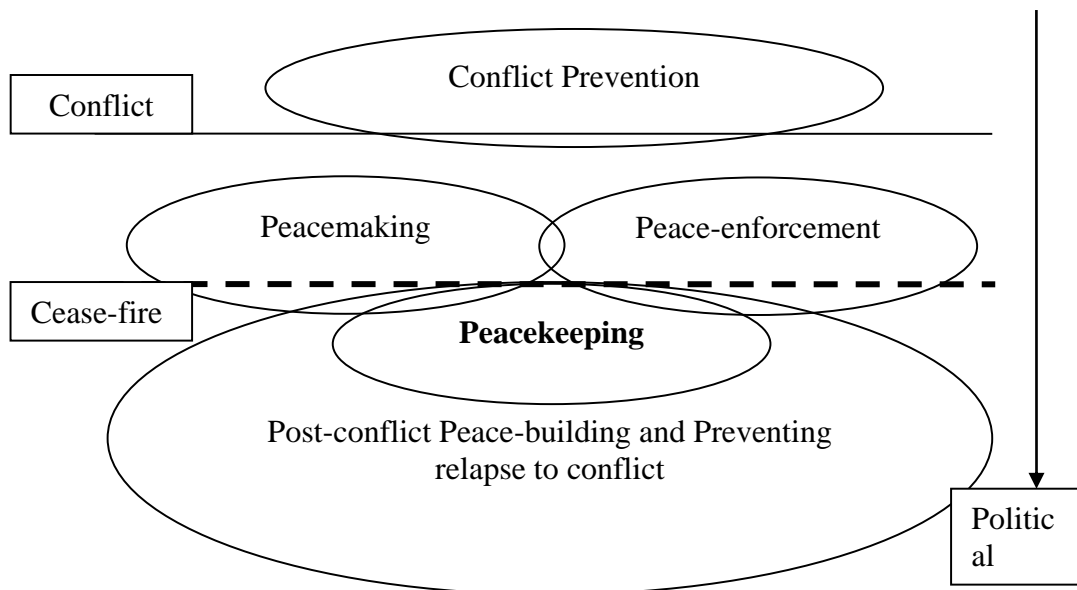 Conflict Prevention
Conflict
Peacemaking
Peace-enforcement
Cease-fire
Peacekeeping
Post-conflict Peace-building and Preventing
relapse to conflict
Politic
al